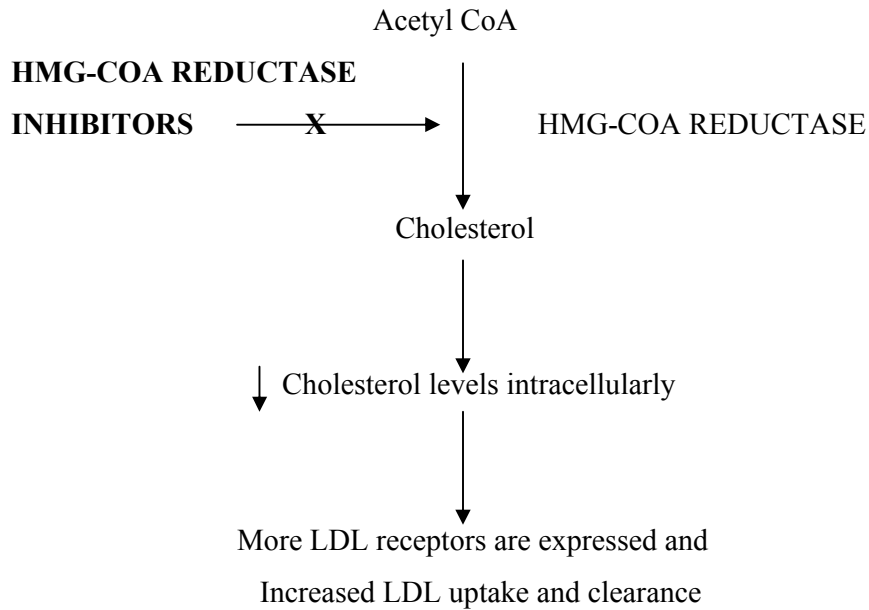 Acetyl CoA
HMG-COA REDUCTASE
INHIBITORS X HMG-COA REDUCTASE
Cholesterol
Cholesterol levels intracellularly
More LDL receptors are expressed and
Increased LDL uptake and clearance